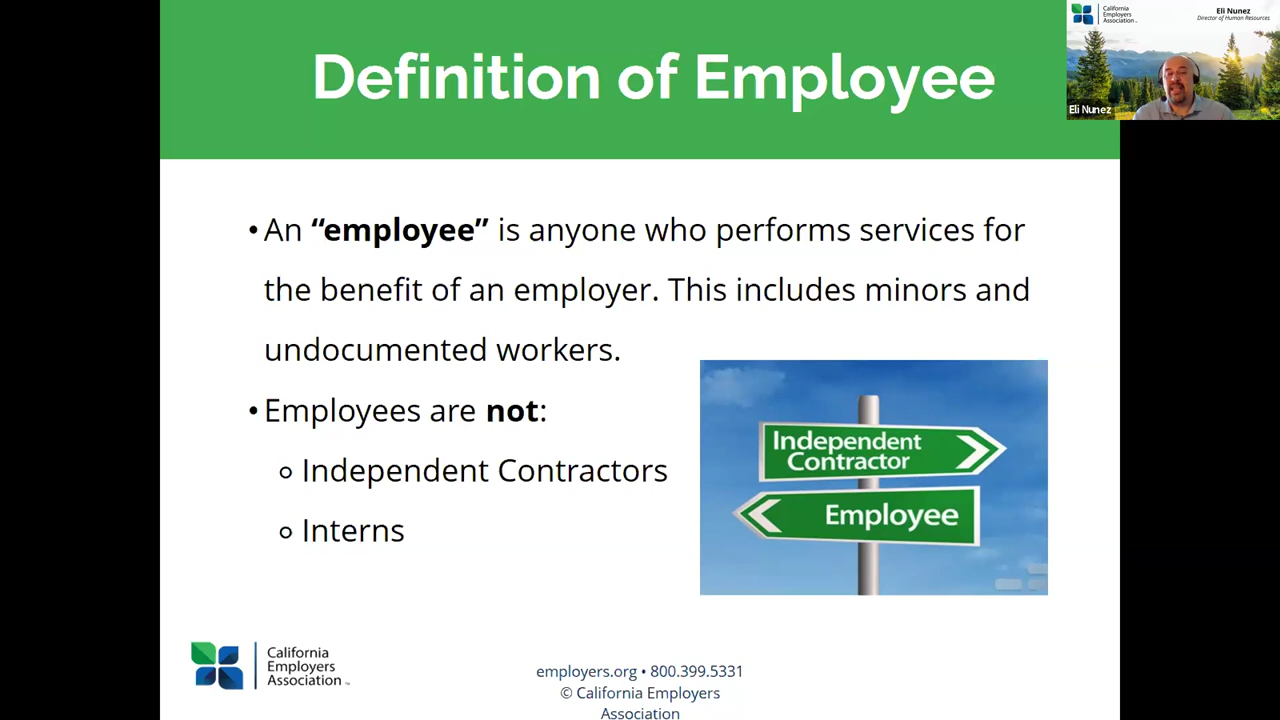 Definition of Employee
California
Employers
Association™
Eli Nunez
Director of Human Resources
Eli Nunez
• An “employee” is anyone who performs services for
the benefit of an employer. This includes minors and
undocumented workers.
• Employees are not:
○ Independent Contractors
○ Interns
Independent
Contractor
Employee
California
Employers
Association™
employers.org • 800.399.5331
© California Employers
Association